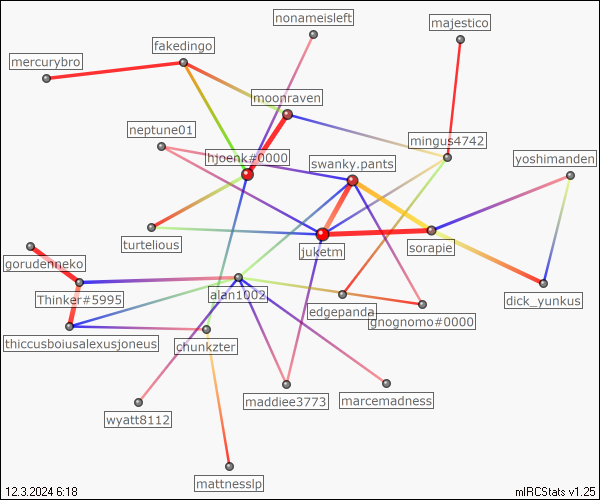 nonameisleft
majestico
fakedingo
mercurybro
moonraven
neptune01
mingus4742
hjoenk#0000
swanky.pants
yoshimanden
turtelious
juketm
sorapie
gorudenneko
Thinker#5995
alan1002
dick_yunkus
edgepanda
gnognomo#0000
thiccusboiusalexusjoneus
chunkzter
maddiee3773
marcemadness
wyatt8112
mattnesslp
12.3.2024 6:18
mIRCStats v1.25